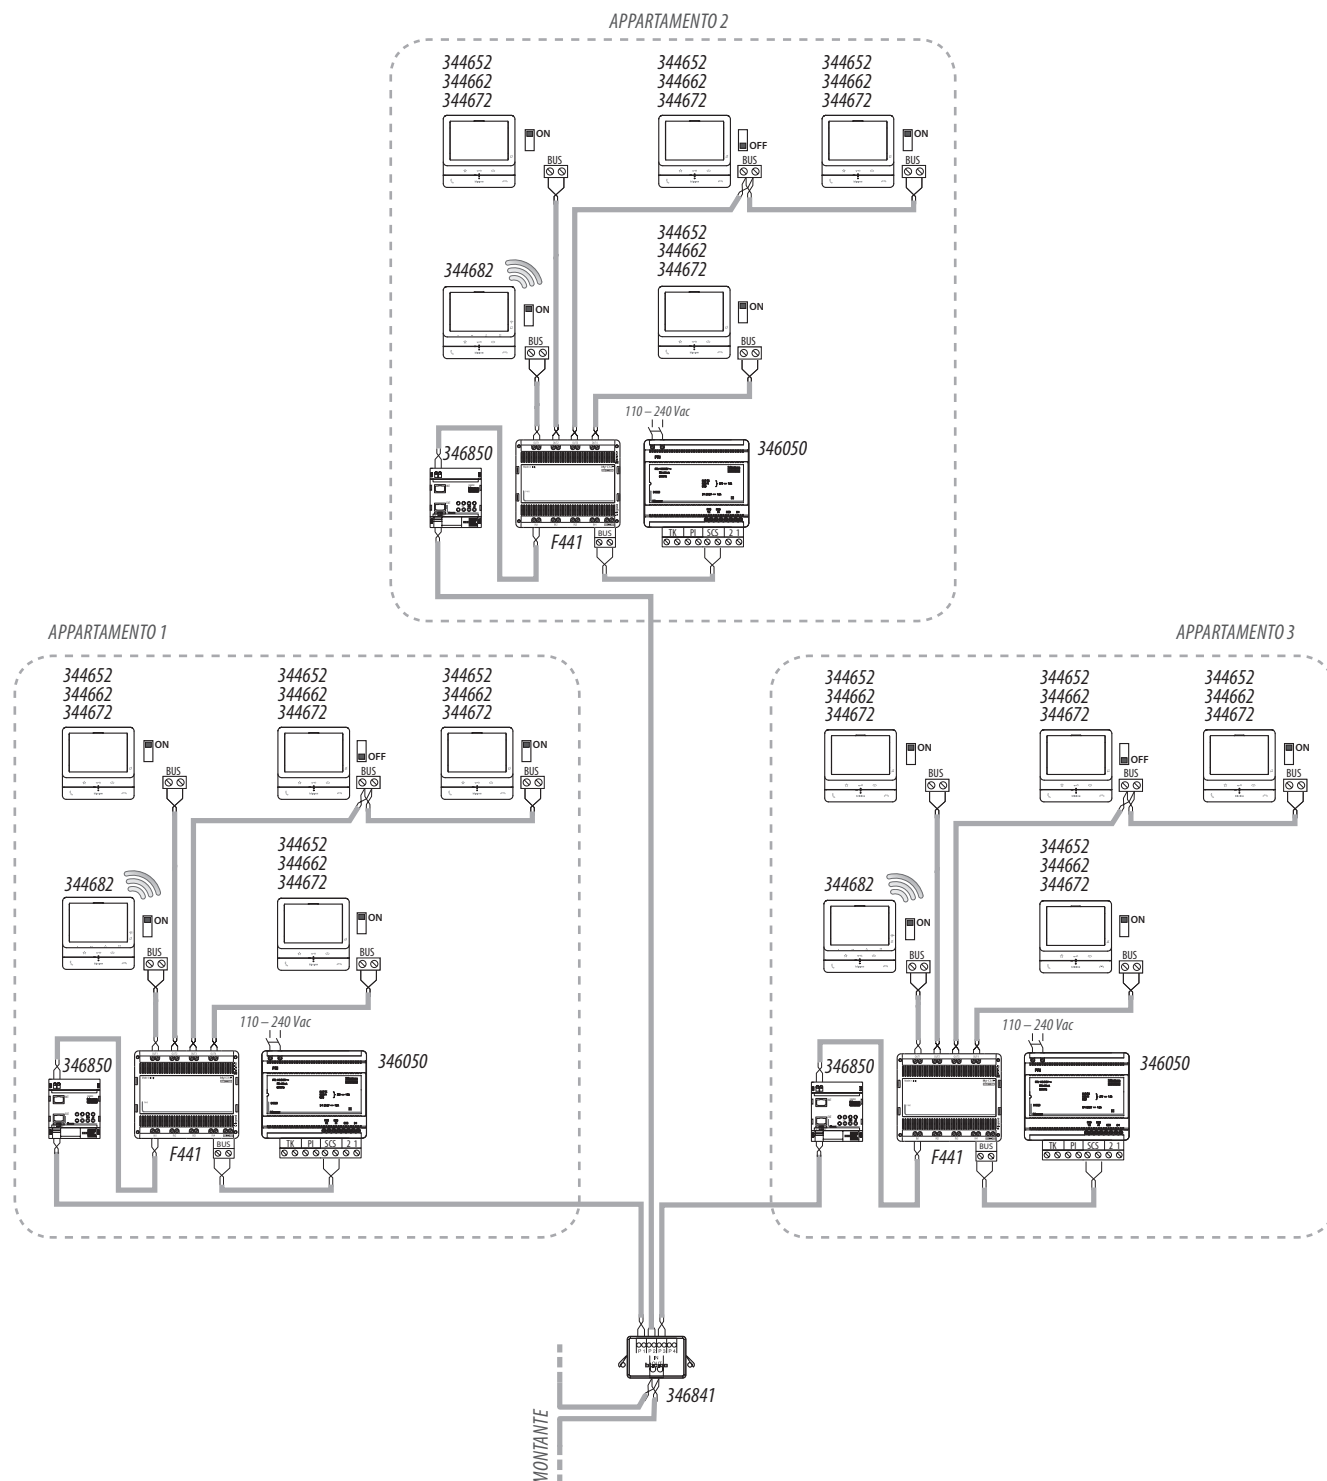 APPARTAMENTO 2
344652
344662
344672
ON
BUS
344652
344662
344672
OFF
BUS
344652
344662
344672
ON
BUS
344682
ON
BUS
344652
344662
344672
ON
BUS
110 – 240 Vac
346850
F441
BUS
346050
TK PI SCS 2 1
APPARTAMENTO 1
344652
344662
344672
ON
BUS
344652
344662
344672
OFF
BUS
344652
344662
344672
ON
BUS
344682
ON
BUS
344652
344662
344672
ON
BUS
110 – 240 Vac
346850
F441
BUS
346050
TK PI SCS 2 1
APPARTAMENTO 3
344652
344662
344672
ON
BUS
344652
344662
344672
OFF
BUS
344652
344662
344672
ON
BUS
344682
ON
BUS
344652
344662
344672
ON
BUS
110 – 240 Vac
346850
F441
BUS
346050
TK PI SCS 2 1
P 1 P 2 P 3 P 4
IN
346841
MONTANTE